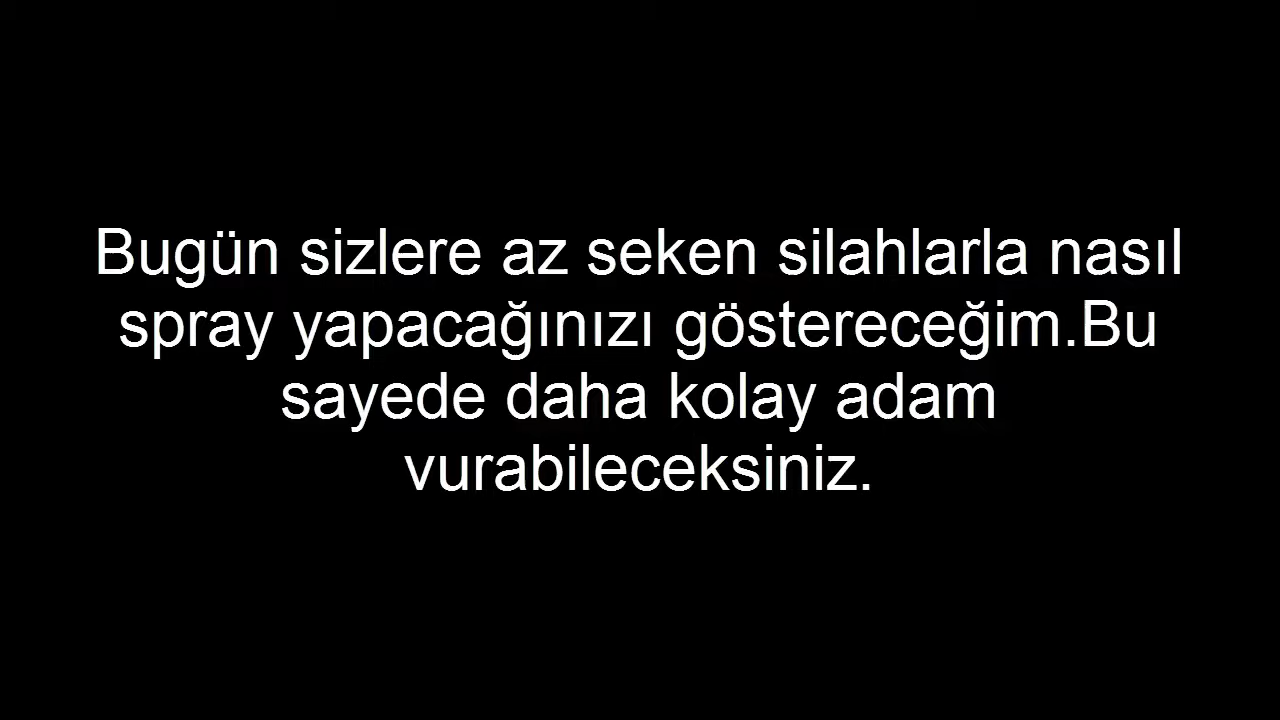 Bugün sizlere az seken silahlarla nasıl
spray yapacağınızı göstereceğim.Bu
sayede daha kolay adam
vurabileceksiniz.